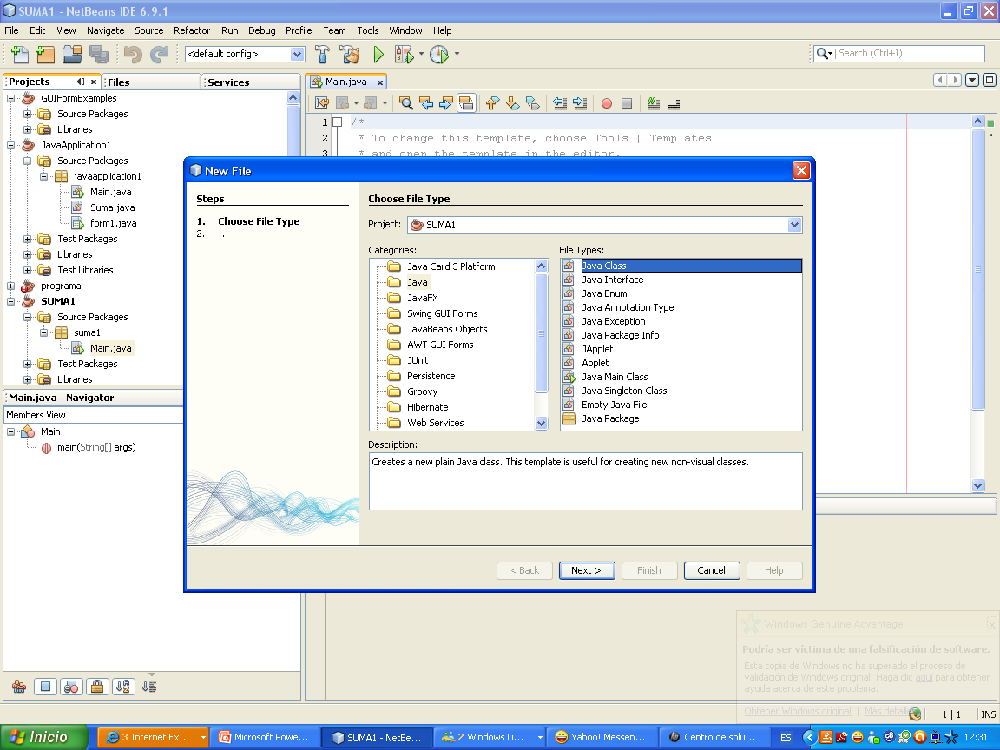 SUMA1 - NetBeans IDE 6.9.1
File Edit View Navigate Source Refactor Run Debug Profile Team Tools Window Help
<default config>
Search (Ctrl+I)
Projects
Files
Services
GUIFormExamples
Source Packages
Libraries
JavaApplication1
Source Packages
javaapplication1
Main.java
Suma.java
form1.java
Test Packages
Libraries
Test Libraries
programa
SUMA1
Source Packages
suma1
Main.java
Test Packages
Libraries
Main.java - Navigator
Members View
Main
main(String[] args)
Main.java
1 /*
2 * To change this template, choose Tools | Templates
3 * and open the template in the editor.
New File
Steps
1. Choose File Type
2. ...
Choose File Type
Project: SUMA1
Categories:
Java Card 3 Platform
Java
JavaFX
Swing GUI Forms
JavaBeans Objects
AWT GUI Forms
JUnit
Persistence
Groovy
Hibernate
Web Services
File Types:
Java Class
Java Interface
Java Enum
Java Annotation Type
Java Exception
Java Package Info
JApplet
Applet
Java Main Class
Java Singleton Class
Empty Java File
Java Package
Description:
Creates a new plain Java class. This template is useful for creating new non-visual classes.
< Back
Next >
Finish
Cancel
Help
Windows Genuine Advantage
Podría ser víctima de una falsificación de software.
Esta copia de Windows no ha superado el proceso de
validación de Windows original. Haga clic aquí para obtener
ayuda acerca de este problema.
Obtener Windows original | Más
1 | 1 INS
Inicio
3 Internet Ex...
Microsoft Powe...
SUMA1 - NetBe...
2 Windows Li...
Yahoo! Messen...
Centro de solu...
ES
12:31